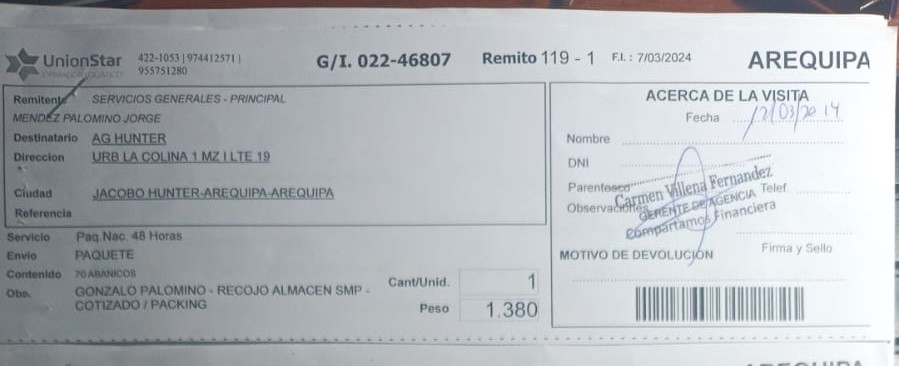 UnionStar
422-1053 | 974412571 |
955751280
G/I. 022-46807
Remito 119 - 1
F.I.: 7/03/2024
AREQUIPA
Remitente SERVICIOS GENERALES - PRINCIPAL
MENDEZ PALOMINO JORGE
Destinatario AG HUNTER
Direccion URB LA COLINA 1 MZ I LTE 19
Ciudad JACOBO HUNTER-AREQUIPA-AREQUIPA
Referencia
Servicio Paq.Nac. 48 Horas
Envio PAQUETE
Contenido 70 ABANICOS
Obs. GONZALO PALOMINO - RECOJO ALMACEN SMP -
COTIZADO / PACKING
Cant/Unid. 1
Peso 1.380
ACERCA DE LA VISITA
Fecha 12/03/2014
Nombre
DNI
Parentesco Telef.
Observaciones
Carmen Villena Fernandez
GERENTE DE AGENCIA
Compartamos Financiera
Firma y Sello
MOTIVO DE DEVOLUCIÓN
AREQUIPA